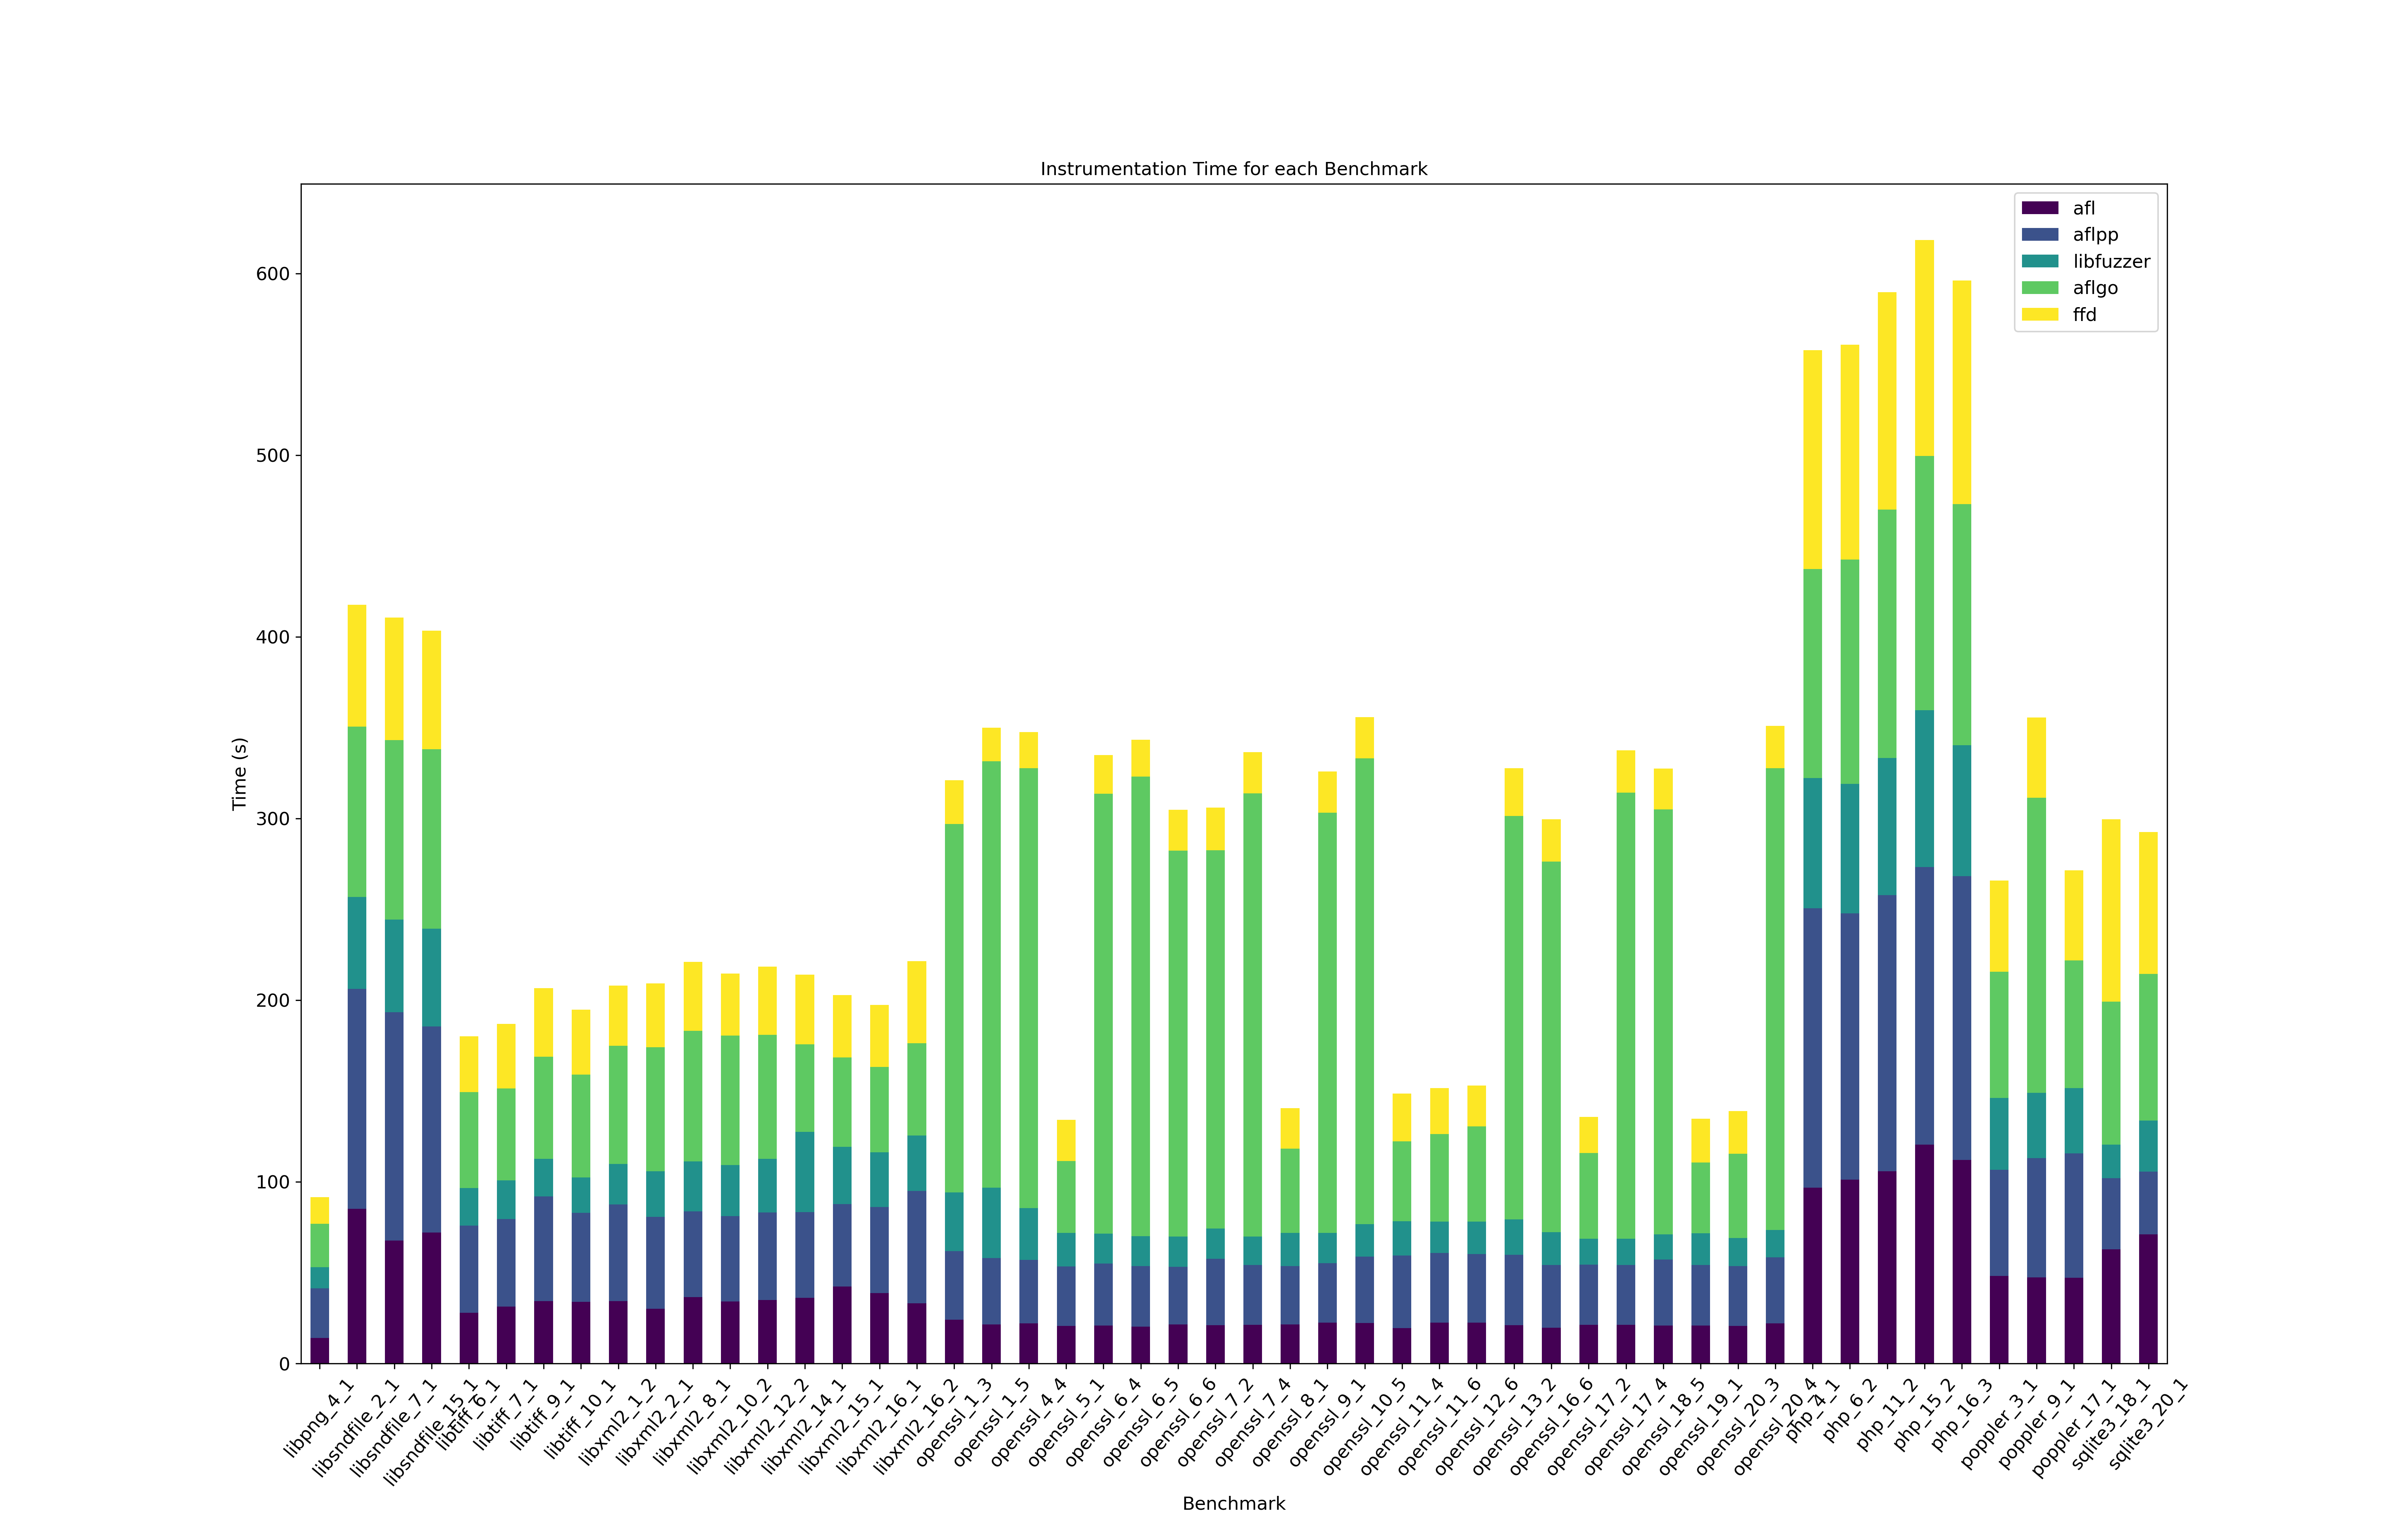 Instrumentation Time for each Benchmark
afl
aflpp
libfuzzer
aflgo
ffd
Time (s)
600
500
400
300
200
100
0
libpng_4_1
libsndfile_2_1
libsndfile_7_1
libsndfile_15_1
libtiff_6_1
libtiff_7_1
libtiff_9_1
libtiff_10_1
libxml2_1_2
libxml2_2_1
libxml2_8_1
libxml2_10_2
libxml2_12_2
libxml2_14_1
libxml2_15_1
libxml2_16_1
libxml2_16_2
openssl_1_3
openssl_1_5
openssl_4_4
openssl_5_1
openssl_6_4
openssl_6_5
openssl_6_6
openssl_7_2
openssl_7_4
openssl_8_1
openssl_9_1
openssl_10_5
openssl_11_4
openssl_11_6
openssl_12_6
openssl_13_2
openssl_16_6
openssl_17_2
openssl_17_4
openssl_18_5
openssl_19_1
openssl_20_3
openssl_20_4
php_4_1
php_6_2
php_11_2
php_15_2
php_16_3
poppler_3_1
poppler_9_1
poppler_17_1
sqlite3_18_1
sqlite3_20_1
Benchmark